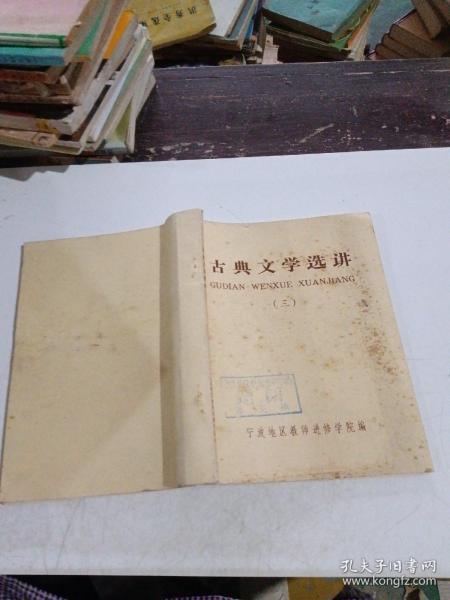 古典文学选讲
GUDIAN WENXUE XUANJIANG
（三）
宁波地区教师进修学院编
孔夫子旧书网
www.kongfz.com